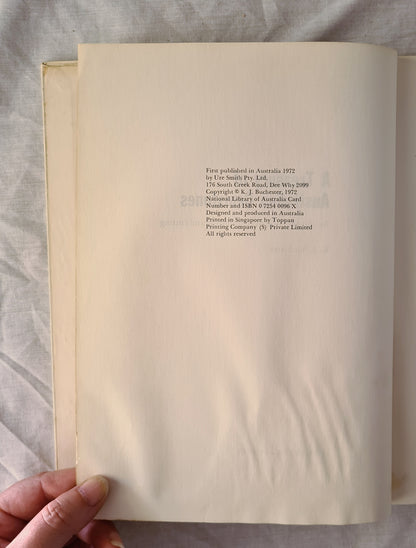 First published in Australia 1972
by Ure Smith Pty. Ltd.
176 South Creek Road, Dee Why 2099
Copyright © K. J. Buchester, 1972
National Library of Australia Card
Number and ISBN 0 7254 0096 X
Designed and produced in Australia
Printed in Singapore by Toppan
Printing Company (S) Private Limited
All rights reserved